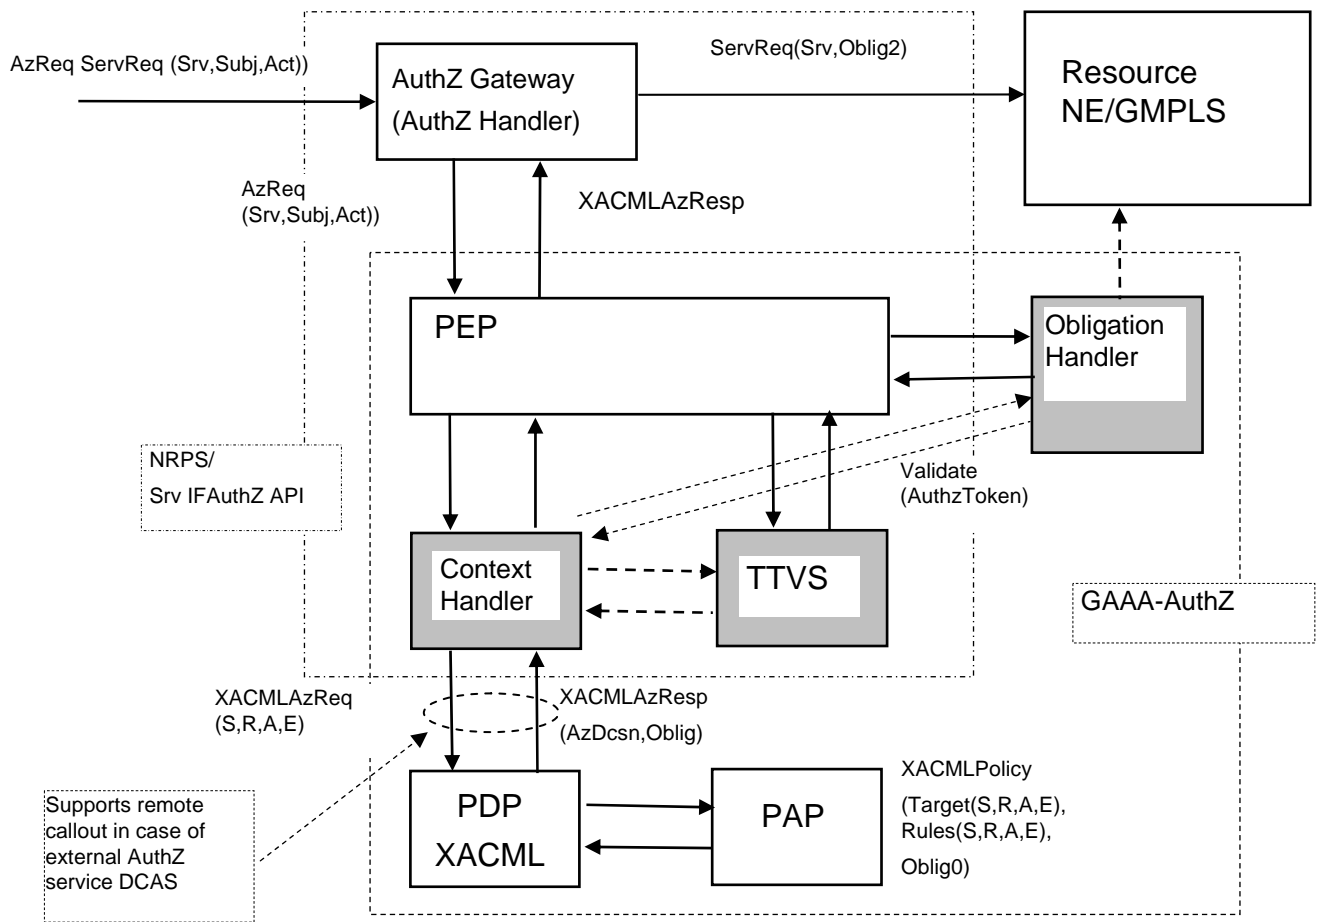 AzReq ServReq (Srv,Subj,Act))
AuthZ Gateway
(AuthZ Handler)
ServReq(Srv,Oblig2)
Resource
NE/GMPLS
AzReq
(Srv,Subj,Act))
XACMLAzResp
PEP
Obligation
Handler
NRPS/
Srv IFAuthZ API
Validate
(AuthzToken)
Context
Handler
TTVS
GAAA-AuthZ
XACMLAzReq
(S,R,A,E)
XACMLAzResp
(AzDcsn,Oblig)
Supports remote
callout in case of
external AuthZ
service DCAS
PDP
XACML
PAP
XACMLPolicy
(Target(S,R,A,E),
Rules(S,R,A,E),
Oblig0)